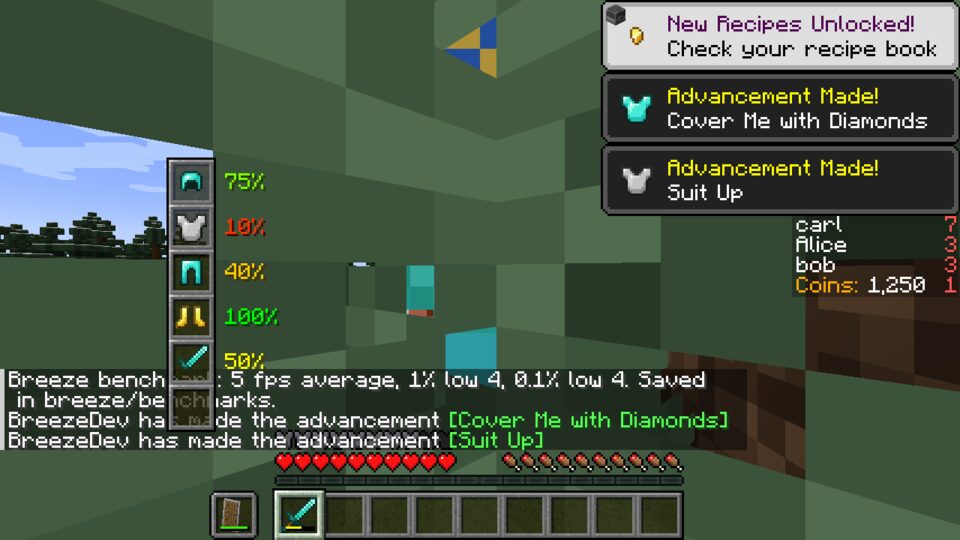 New Recipes Unlocked!
Check your recipe book
Advancement Made!
Cover Me with Diamonds
Advancement Made!
Suit Up
carl 7
Alice 3
bob 3
Coins: 1,250 1
75%
10%
40%
100%
50%
Breeze : 5 fps average, 1% low 4, 0.1% low 4. Saved
in breeze/benchmarks.
BreezeDev has made the advancement [Cover Me with Diamonds]
BreezeDev has made the advancement [Suit Up]